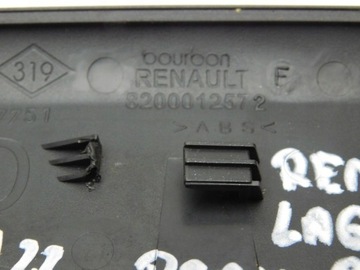 319
bourbon
RENAULT F
8200012572
>ABS<
REN
LAG